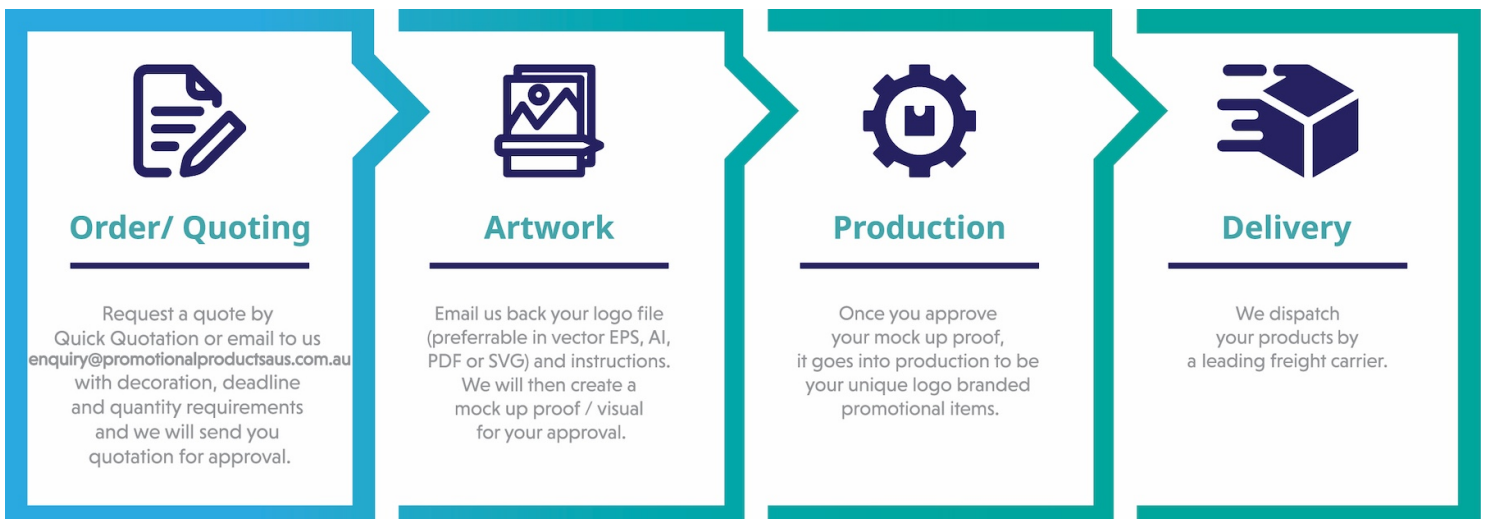 Order/ Quoting
Request a quote by
Quick Quotation or email to us
enquiry@promotionalproductsaus.com.au
with decoration, deadline
and quantity requirements
and we will send you
quotation for approval.
Artwork
Email us back your logo file
(preferrable in vector EPS, AI,
PDF or SVG) and instructions.
We will then create a
mock up proof / visual
for your approval.
Production
Once you approve
your mock up proof,
it goes into production to be
your unique logo branded
promotional items.
Delivery
We dispatch
your products by
a leading freight carrier.